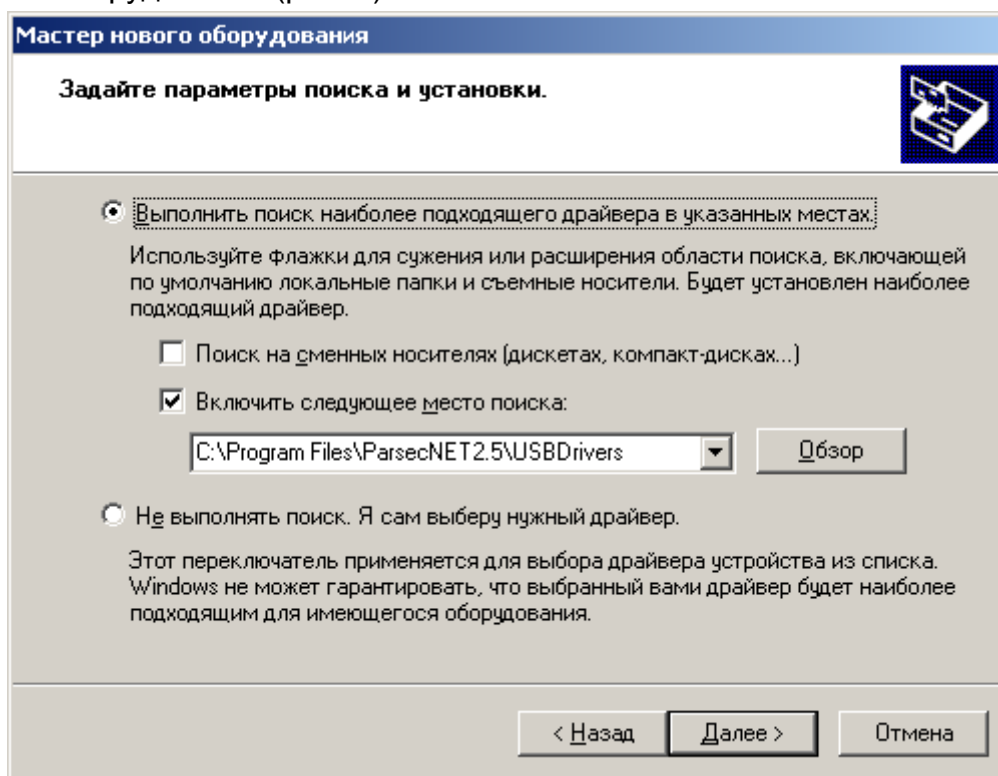 Мастер нового оборудования
Задайте параметры поиска и установки.
Выполнить поиск наиболее подходящего драйвера в указанных местах.
Используйте флажки для сужения или расширения области поиска, включающей
по умолчанию локальные папки и съемные носители. Будет установлен наиболее
подходящий драйвер.
Поиск на сменных носителях (дискетах, компакт-дисках...)
Включить следующее место поиска:
C:\Program Files\ParsecNET2.5\USBDrivers
Обзор
Не выполнять поиск. Я сам выберу нужный драйвер.
Этот переключатель применяется для выбора драйвера устройства из списка.
Windows не может гарантировать, что выбранный вами драйвер будет наиболее
подходящим для имеющегося оборудования.
< Назад Далее > Отмена